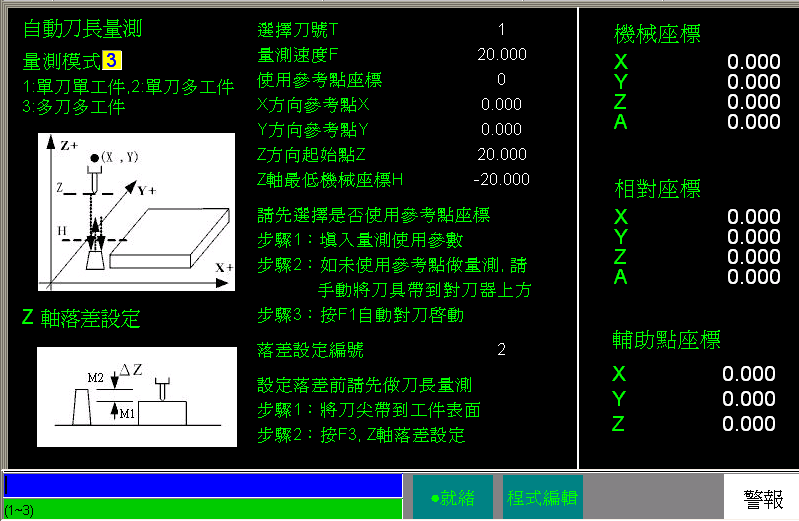 自動刀長量測
量測模式3
1:單刀單工件,2:單刀多工件
3:多刀多工件
Z+
(X ,Y)
Z
Y+
H
X+
Z 軸落差設定
M2
ΔZ
M1
選擇刀號T 1
量測速度F 20.000
使用參考點座標 0
X方向參考點X 0.000
Y方向參考點Y 0.000
Z方向起始點Z 20.000
Z軸最低機械座標H -20.000
請先選擇是否使用參考點座標
步驟1：填入量測使用參數
步驟2：如未使用參考點做量測,請
手動將刀具帶到對刀器上方
步驟3：按F1自動對刀啓動
落差設定編號 2
設定落差前請先做刀長量測
步驟1：將刀尖帶到工件表面
步驟2：按F3,Z軸落差設定
機械座標
X 0.000
Y 0.000
Z 0.000
A 0.000
相對座標
X 0.000
Y 0.000
Z 0.000
A 0.000
輔助點座標
X 0.000
Y 0.000
Z 0.000
(1~3)
●就緒
程式編輯
警報